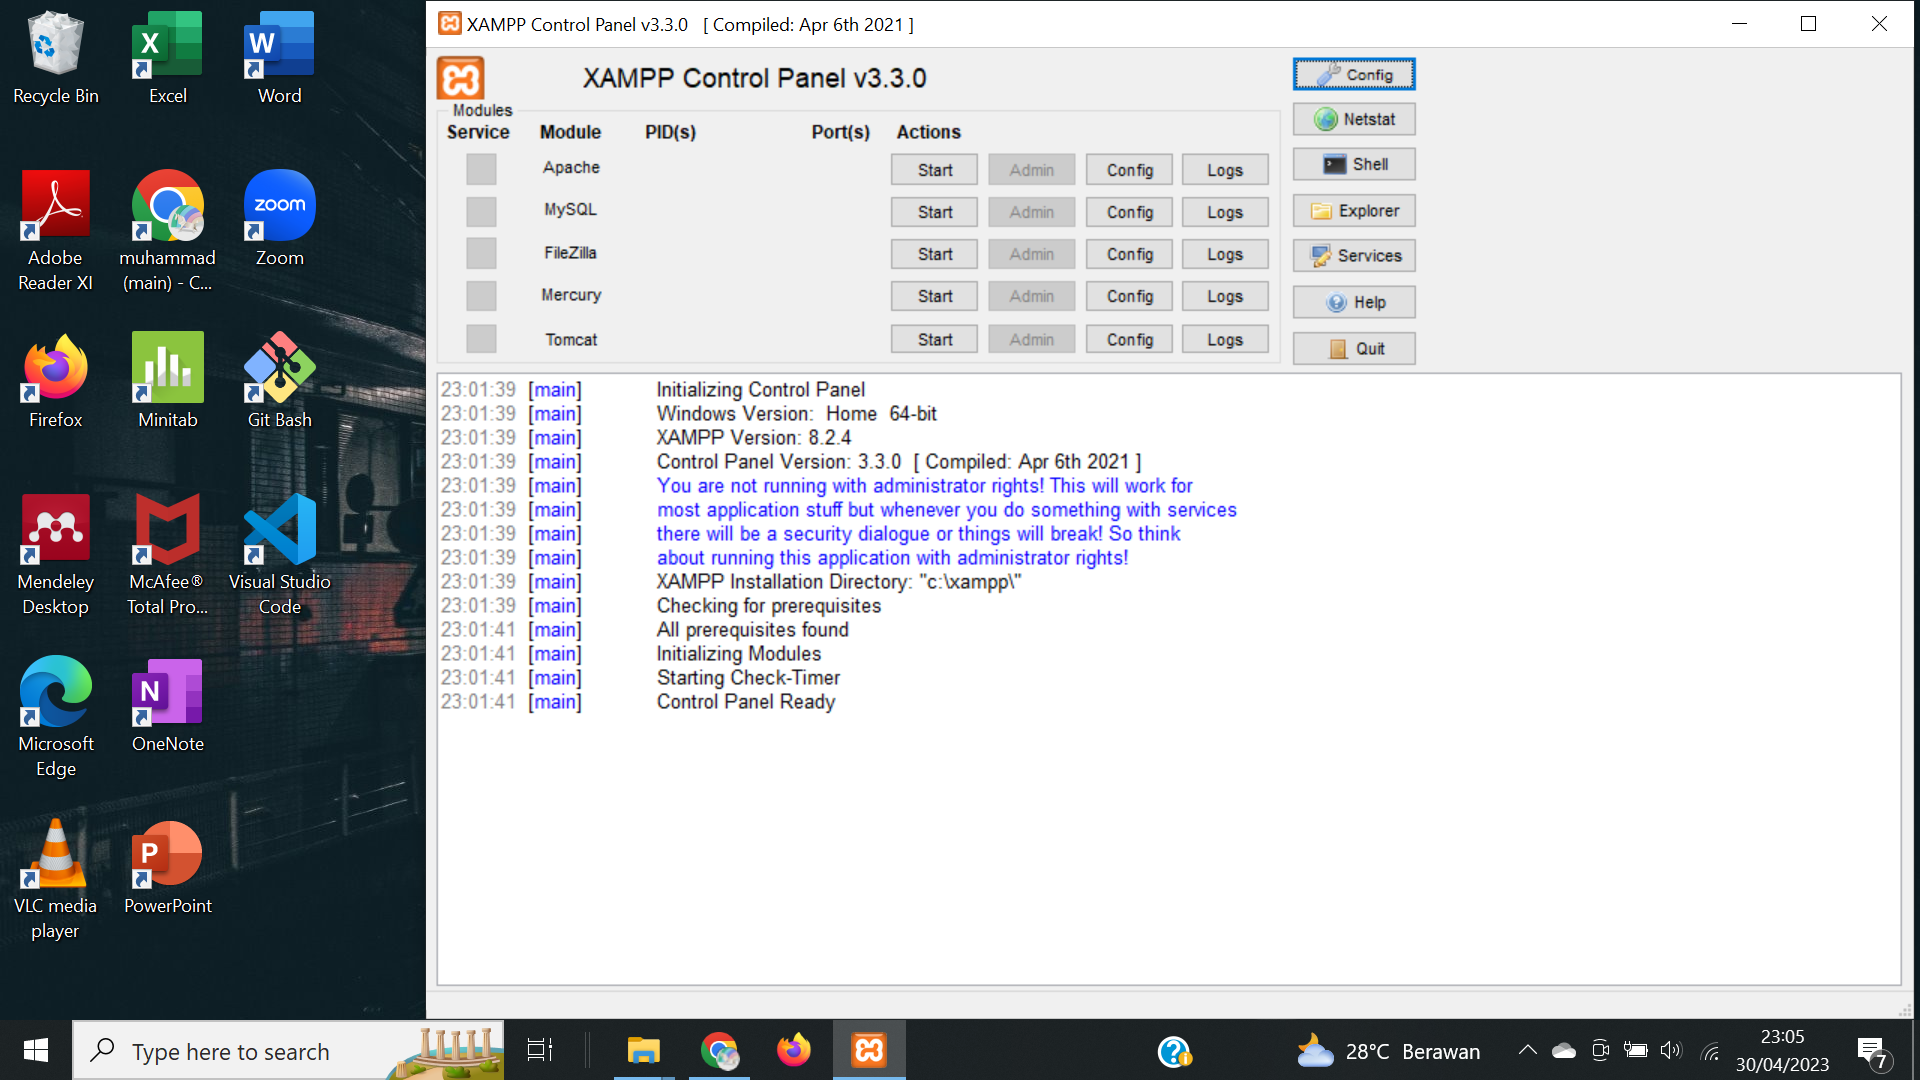 Recycle Bin
Excel
Word
Adobe
Reader XI
muhammad
(main) - C...
zoom
Zoom
Firefox
Minitab
Git Bash
Mendeley
Desktop
McAfee®
Total Pro...
Visual Studio
Code
Microsoft
Edge
OneNote
VLC media
player
PowerPoint
XAMPP Control Panel v3.3.0 [ Compiled: Apr 6th 2021 ]
XAMPP Control Panel v3.3.0
Modules
Service Module PID(s) Port(s) Actions
Apache Start Admin Config Logs
MySQL Start Admin Config Logs
FileZilla Start Admin Config Logs
Mercury Start Admin Config Logs
Tomcat Start Admin Config Logs
Config
Netstat
Shell
Explorer
Services
Help
Quit
23:01:39 [main] Initializing Control Panel
23:01:39 [main] Windows Version: Home 64-bit
23:01:39 [main] XAMPP Version: 8.2.4
23:01:39 [main] Control Panel Version: 3.3.0 [ Compiled: Apr 6th 2021 ]
23:01:39 [main] You are not running with administrator rights! This will work for
23:01:39 [main] most application stuff but whenever you do something with services
23:01:39 [main] there will be a security dialogue or things will break! So think
23:01:39 [main] about running this application with administrator rights!
23:01:39 [main] XAMPP Installation Directory: "c:\xampp\"
23:01:39 [main] Checking for prerequisites
23:01:41 [main] All prerequisites found
23:01:41 [main] Initializing Modules
23:01:41 [main] Starting Check-Timer
23:01:41 [main] Control Panel Ready
Type here to search
28°C Berawan
23:05
30/04/2023
7